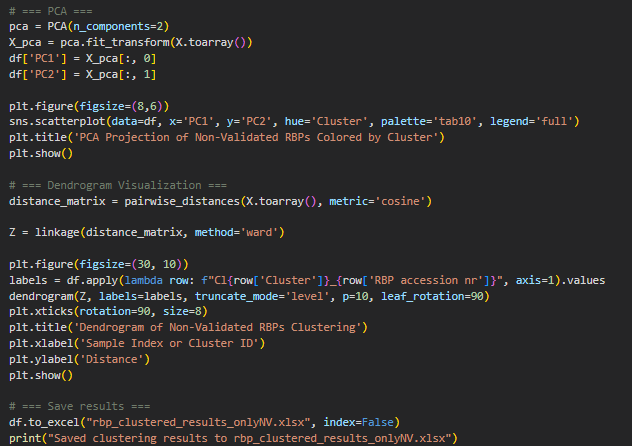 # === PCA ===
pca = PCA(n_components=2)
X_pca = pca.fit_transform(X.toarray())
df['PC1'] = X_pca[:, 0]
df['PC2'] = X_pca[:, 1]
plt.figure(figsize=(8,6))
sns.scatterplot(data=df, x='PC1', y='PC2', hue='Cluster', palette='tab10', legend='full')
plt.title('PCA Projection of Non-Validated RBPs Colored by Cluster')
plt.show()
# === Dendrogram Visualization ===
distance_matrix = pairwise_distances(X.toarray(), metric='cosine')
Z = linkage(distance_matrix, method='ward')
plt.figure(figsize=(30, 10))
labels = df.apply(lambda row: f"Cl{row['Cluster']}_{row['RBP accession nr']}", axis=1).values
dendrogram(Z, labels=labels, truncate_mode='level', p=10, leaf_rotation=90)
plt.xticks(rotation=90, size=8)
plt.title('Dendrogram of Non-Validated RBPs Clustering')
plt.xlabel('Sample Index or Cluster ID')
plt.ylabel('Distance')
plt.show()
# === Save results ===
df.to_excel("rbp_clustered_results_onlyNV.xlsx", index=False)
print("Saved clustering results to rbp_clustered_results_onlyNV.xlsx")